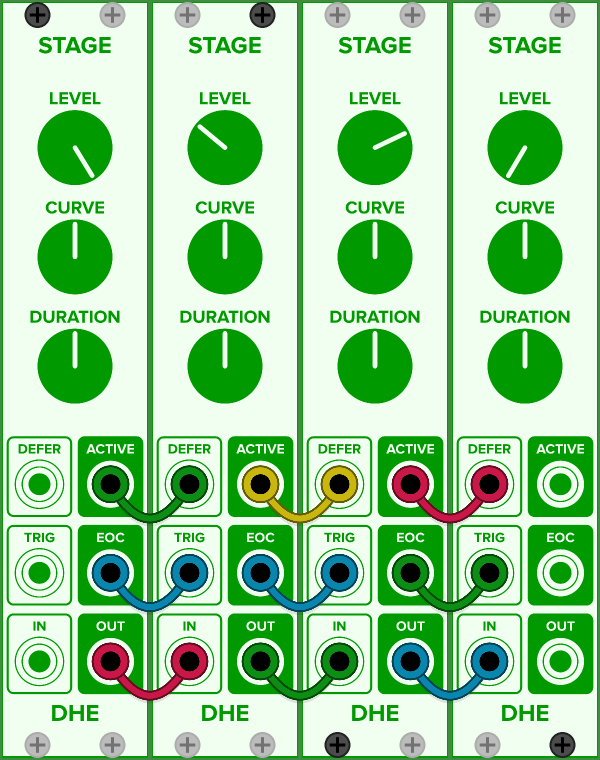 STAGE STAGE STAGE STAGE
LEVEL LEVEL LEVEL LEVEL
CURVE CURVE CURVE CURVE
DURATION DURATION DURATION DURATION
DEFER ACTIVE DEFER ACTIVE DEFER ACTIVE DEFER ACTIVE
TRIG EOC TRIG EOC TRIG EOC TRIG EOC
IN OUT IN OUT IN OUT IN OUT
DHE DHE DHE DHE